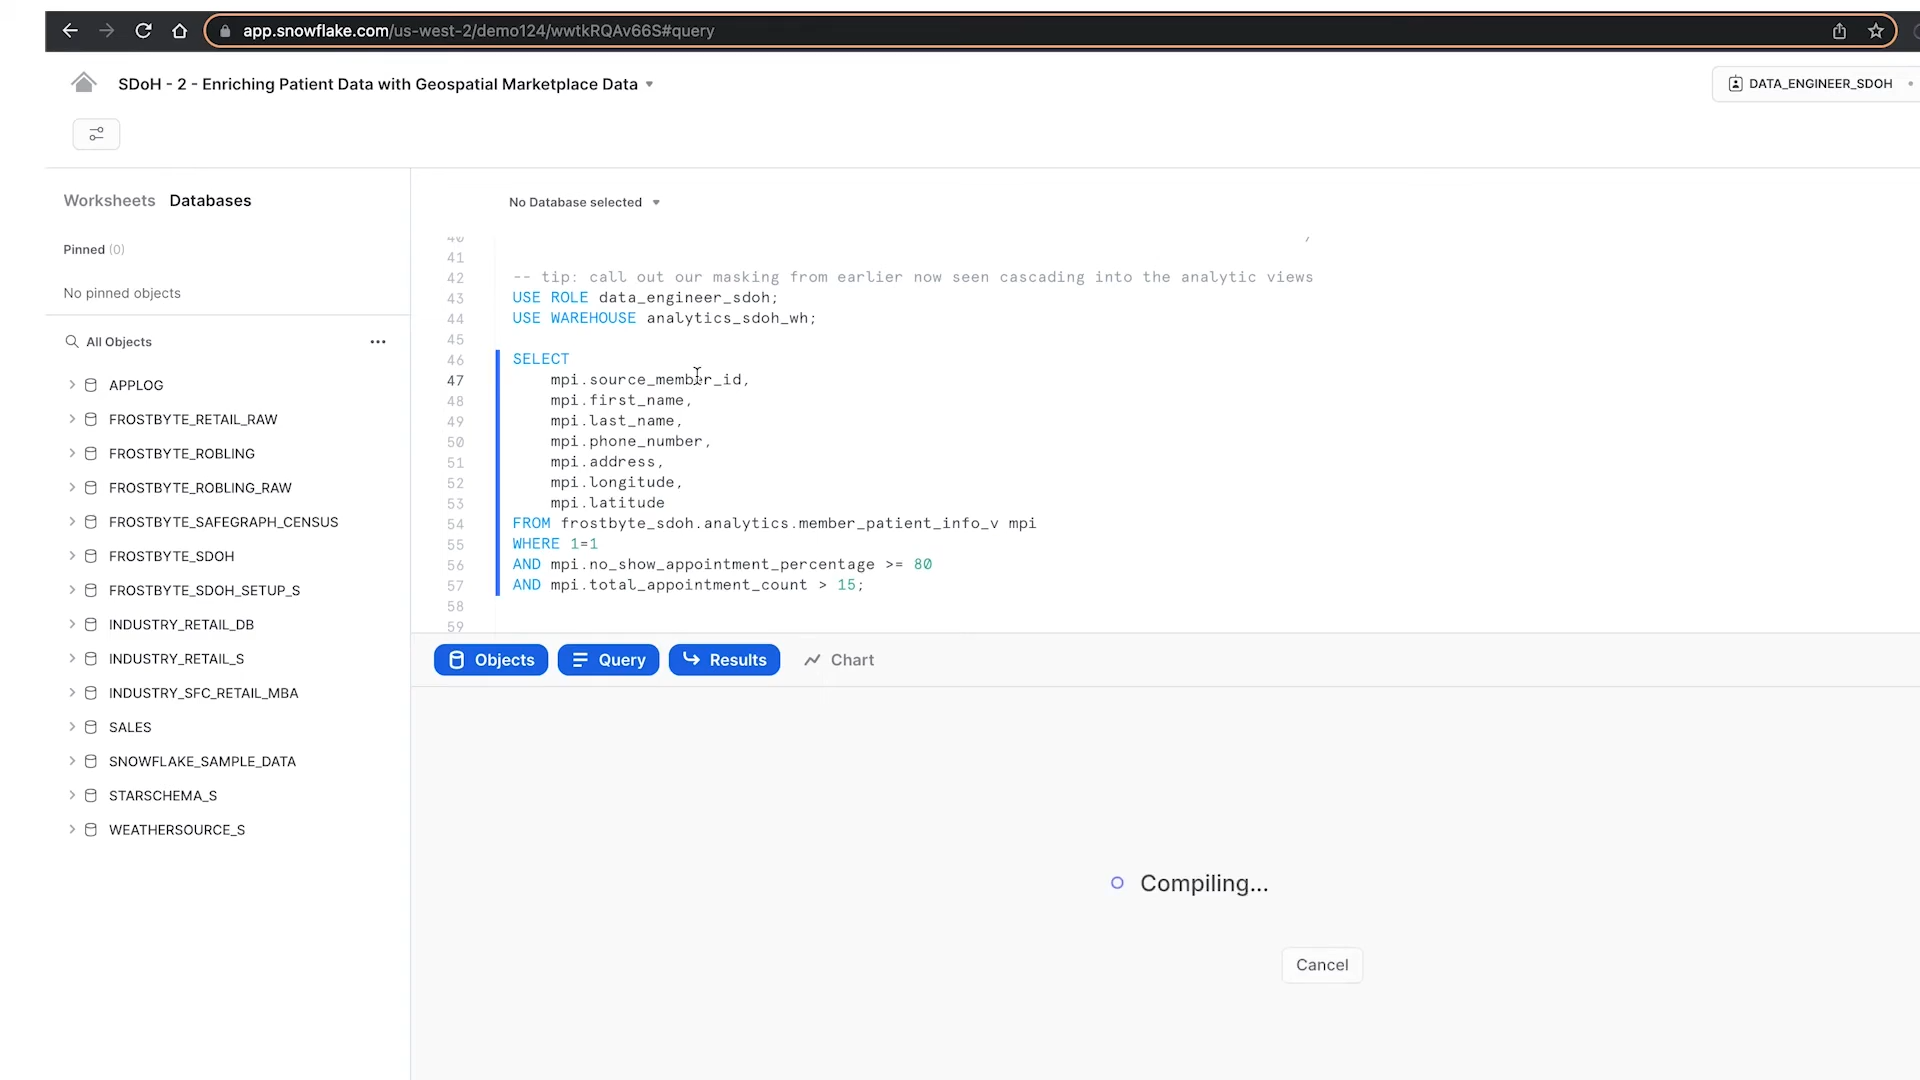 app.snowflake.com/us-west-2/demo124/wwtkRQAv66S#query
SDoH - 2 - Enriching Patient Data with Geospatial Marketplace Data
DATA_ENGINEER_SDOH
Worksheets Databases
Pinned (0)
No pinned objects
All Objects
APPLOG
FROSTBYTE_RETAIL_RAW
FROSTBYTE_ROBLING
FROSTBYTE_ROBLING_RAW
FROSTBYTE_SAFEGRAPH_CENSUS
FROSTBYTE_SDOH
FROSTBYTE_SDOH_SETUP_S
INDUSTRY_RETAIL_DB
INDUSTRY_RETAIL_S
INDUSTRY_SFC_RETAIL_MBA
SALES
SNOWFLAKE_SAMPLE_DATA
STARSCHEMA_S
WEATHERSOURCE_S
No Database selected
40
41
42 -- tip: call out our masking from earlier now seen cascading into the analytic views
43 USE ROLE data_engineer_sdoh;
44 USE WAREHOUSE analytics_sdoh_wh;
45
46 SELECT
47 mpi.source_member_id,
48 mpi.first_name,
49 mpi.last_name,
50 mpi.phone_number,
51 mpi.address,
52 mpi.longitude,
53 mpi.latitude
54 FROM frostbyte_sdoh.analytics.member_patient_info_v mpi
55 WHERE 1=1
56 AND mpi.no_show_appointment_percentage >= 80
57 AND mpi.total_appointment_count > 15;
58
59
Objects Query Results Chart
Compiling...
Cancel